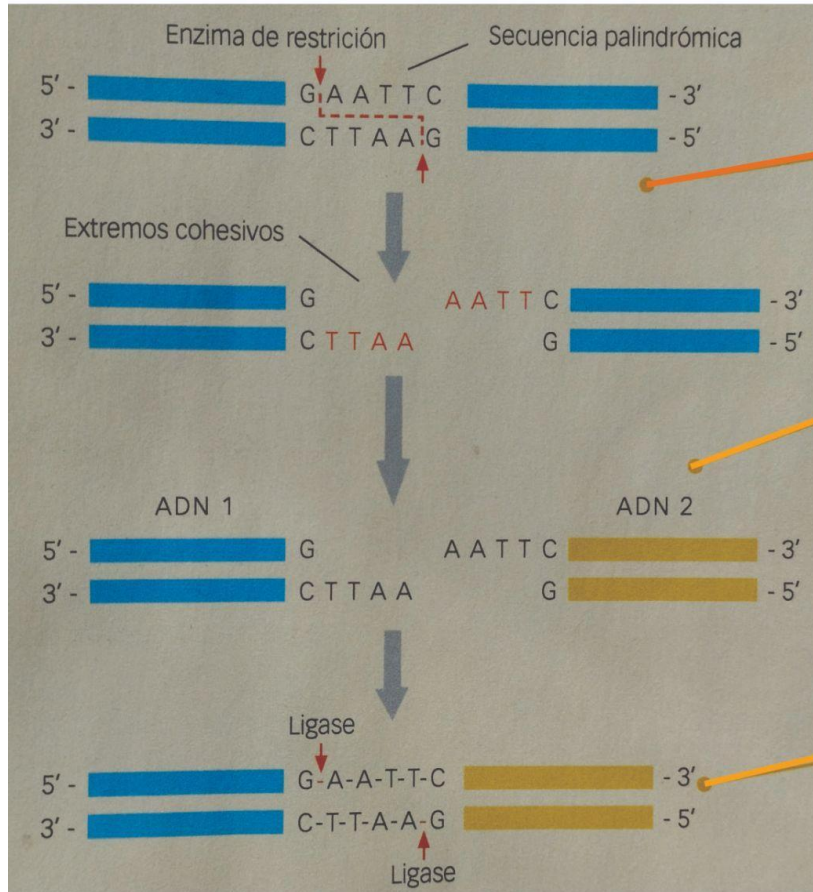 Enzima de restrición
Secuencia palindrómica
5' - G A A T T C - 3'
3' - C T T A A G - 5'
Extremos cohesivos
5' - G A A T T C - 3'
3' - C T T A A G - 5'
ADN 1 ADN 2
5' - G A A T T C - 3'
3' - C T T A A G - 5'
Ligase
5' - G-A-A-T-T-C - 3'
3' - C-T-T-A-A-G - 5'
Ligase